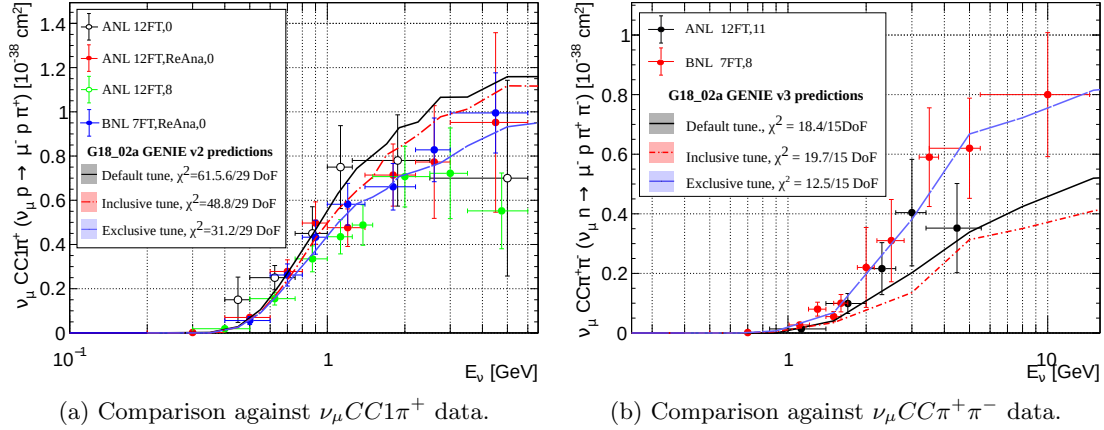 ν_μ CC1π⁺ (ν_μ p → μ⁻ p π⁺) [10⁻³⁸ cm²]
1.4
1.2
1
0.8
0.6
0.4
0.2
0
ANL 12FT,0
ANL 12FT,ReAna,0
ANL 12FT,8
BNL 7FT,ReAna,0
G18_02a GENIE v2 predictions
Default tune, χ²=61.5.6/29 DoF
Inclusive tune, χ²=48.8/29 DoF
Exclusive tune, χ²=31.2/29 DoF
10⁻¹
1
E_ν [GeV]
(a) Comparison against ν_μCC1π⁺ data.
ν_μ CCπ⁺π⁻ (ν_μ n → μ⁻ p π⁺ π⁻) [10⁻³⁸ cm²]
1
0.8
0.6
0.4
0.2
0
ANL 12FT,11
BNL 7FT,8
G18_02a GENIE v3 predictions
Default tune., χ² = 18.4/15DoF
Inclusive tune, χ² = 19.7/15 DoF
Exclusive tune, χ² = 12.5/15 DoF
1
10
E_ν [GeV]
(b) Comparison against ν_μCCπ⁺π⁻ data.